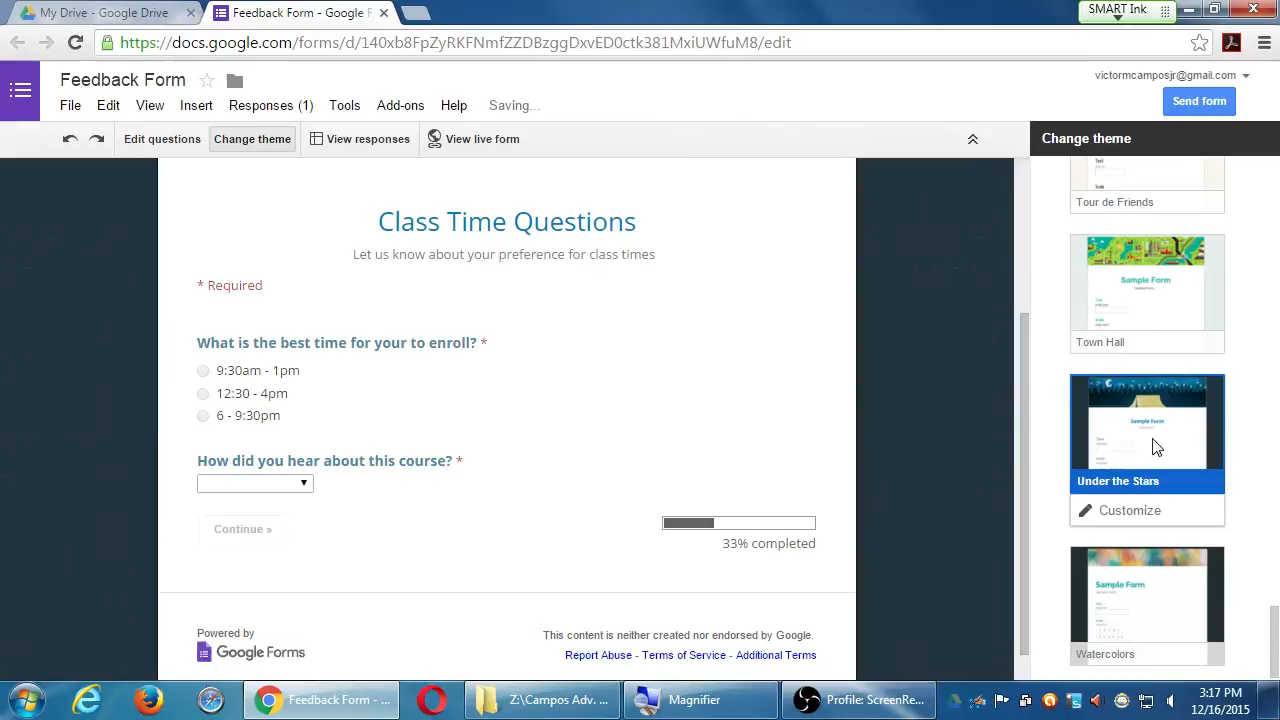 My Drive - Google Drive
Feedback Form - Google F
SMART Ink
https://docs.google.com/forms/d/140xb8FpZyRKFNmfZZDRzggDxvED0ctk381MxiUWfuM8/edit
Feedback Form
victormcamposjr@gmail.com
File Edit View Insert Responses (1) Tools Add-ons Help Saving...
Send form
Edit questions Change theme View responses View live form
Change theme
Tour de Friends
Class Time Questions
Let us know about your preference for class times
* Required
Sample Form
Town Hall
What is the best time for your to enroll? *
9:30am - 1pm
12:30 - 4pm
6 - 9:30pm
Sample Form
Under the Stars
Customize
How did you hear about this course? *
Continue »
33% completed
Sample Form
Watercolors
Powered by
Google Forms
This content is neither created nor endorsed by Google.
Report Abuse - Terms of Service - Additional Terms
Feedback Form - ...
Z:\Campos Adv. ...
Magnifier
Profile: ScreenRe...
3:17 PM
12/16/2015